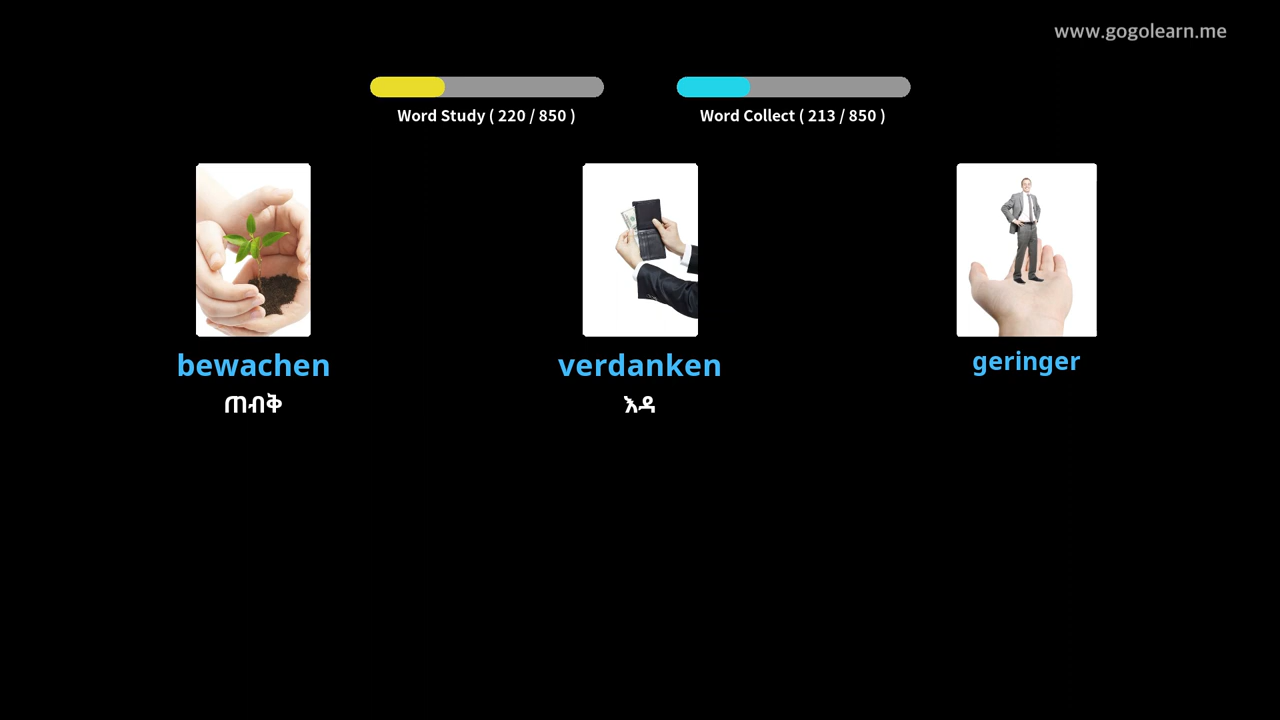 www.gogolearn.me
Word Study ( 220 / 850 )
Word Collect ( 213 / 850 )
bewachen
ጠብቅ
verdanken
እዳ
geringer